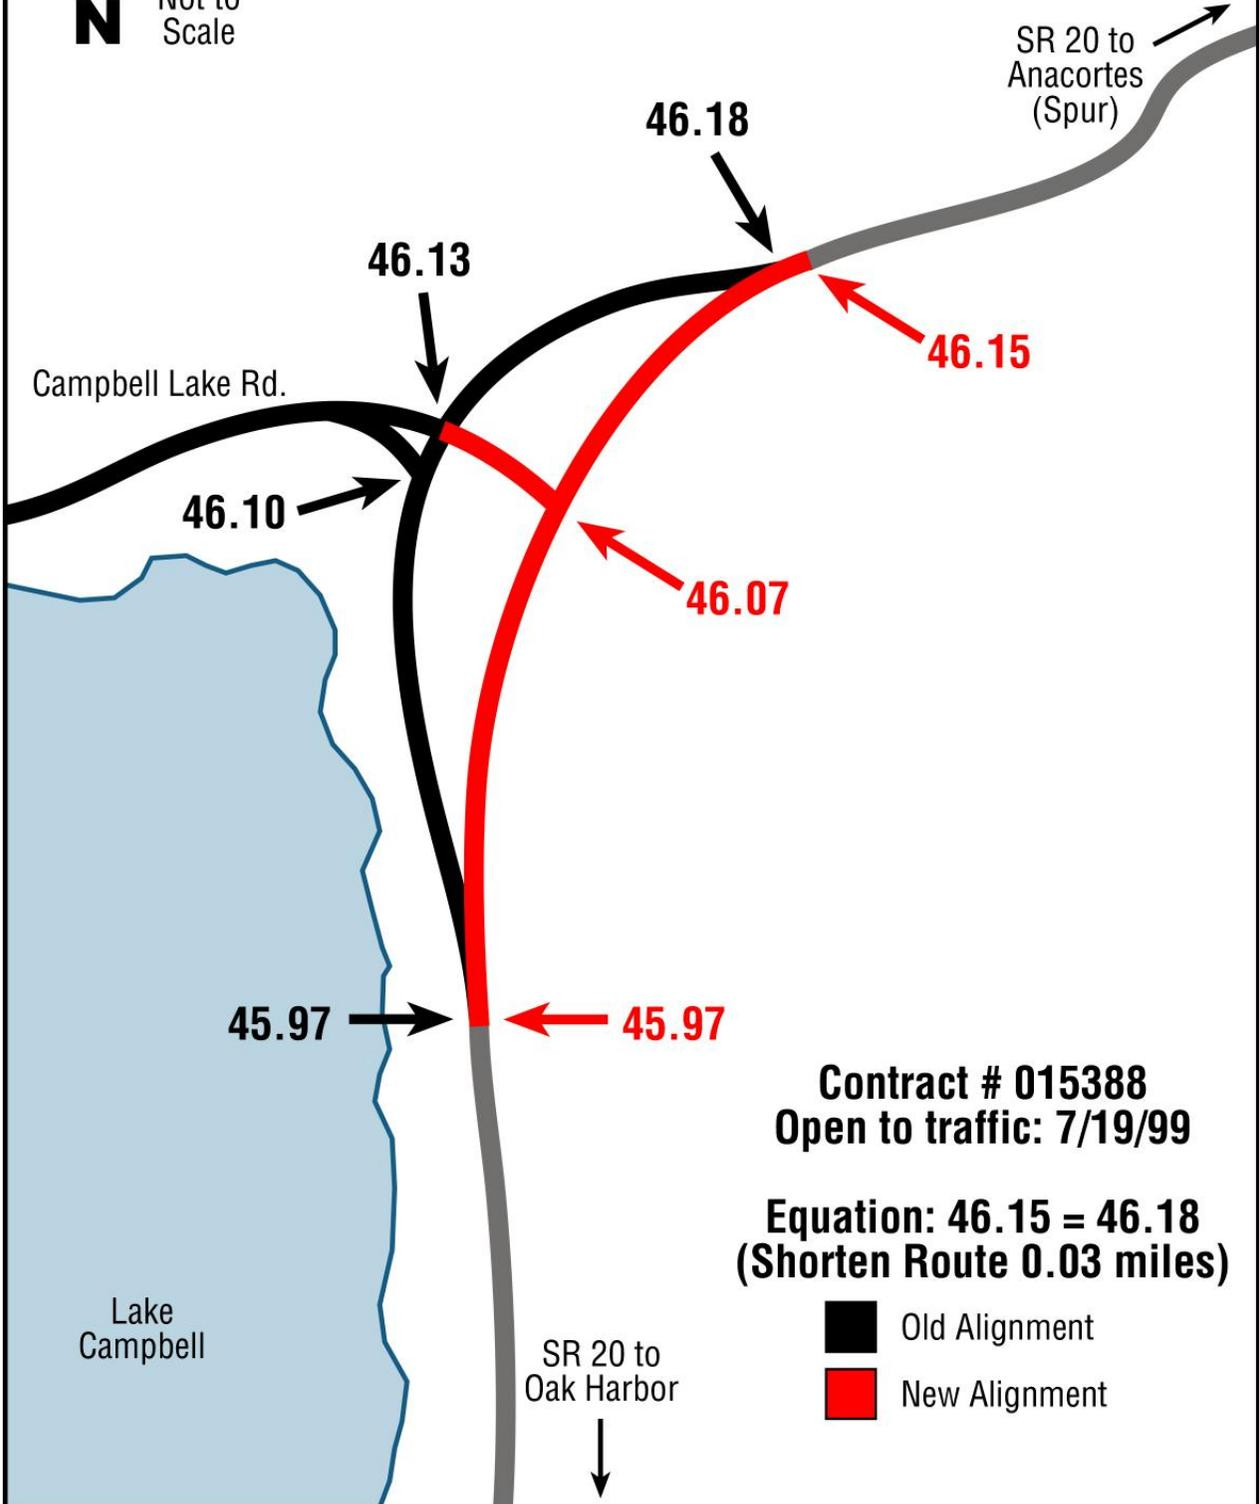 Not to
N
Scale
SR 20 to
Anacortes
(Spur)
46.18
46.13
46.15
Campbell Lake Rd.
46.10
46.07
45.97
45.97
Contract # 015388
Open to traffic: 7/19/99
Equation: 46.15 = 46.18
(Shorten Route 0.03 miles)
Lake
Campbell
Old Alignment
SR 20 to
Oak Harbor
New Alignment